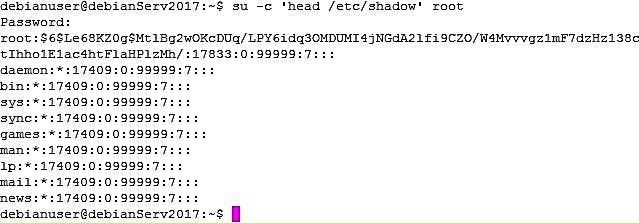 debianuser@debianServ2017:~$ su -c 'head /etc/shadow' root
Password:
root:$6$Le68KZ0g$MtlBg2wOKcDUq/LPY6idq3OMDUMI4jNGdA2lfi9CZO/W4Mvvvgz1mF7dzHz138c
tIhho1E1ac4htFlaHPlzMh/:17833:0:99999:7:::
daemon:*:17409:0:99999:7:::
bin:*:17409:0:99999:7:::
sys:*:17409:0:99999:7:::
sync:*:17409:0:99999:7:::
games:*:17409:0:99999:7:::
man:*:17409:0:99999:7:::
lp:*:17409:0:99999:7:::
mail:*:17409:0:99999:7:::
news:*:17409:0:99999:7:::
debianuser@debianServ2017:~$